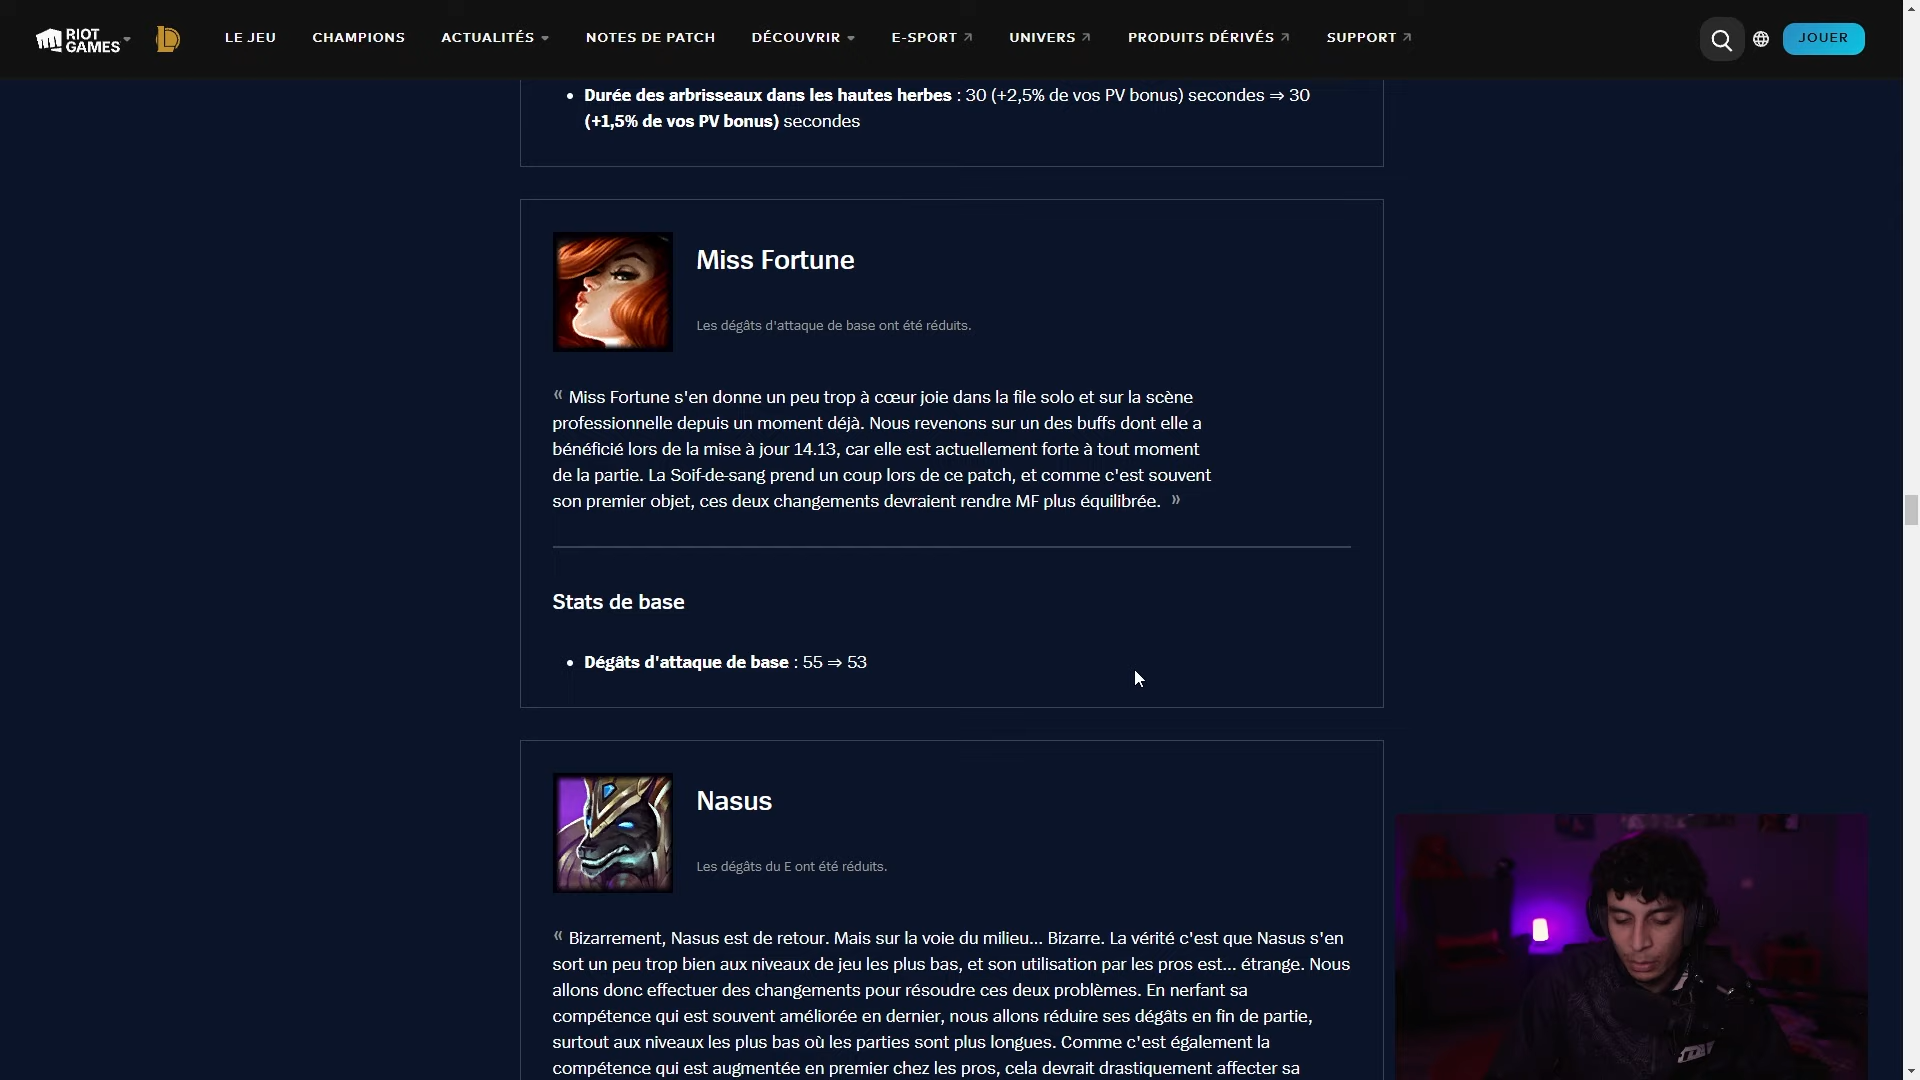 RIOT GAMES
LE JEU
CHAMPIONS
ACTUALITÉS
NOTES DE PATCH
DÉCOUVRIR
E-SPORT
UNIVERS
PRODUITS DÉRIVÉS
SUPPORT
JOUER
• Durée des arbrisseaux dans les hautes herbes : 30 (+2,5% de vos PV bonus) secondes ⇒ 30
(+1,5% de vos PV bonus) secondes
Miss Fortune
Les dégâts d'attaque de base ont été réduits.
« Miss Fortune s'en donne un peu trop à cœur joie dans la file solo et sur la scène
professionnelle depuis un moment déjà. Nous revenons sur un des buffs dont elle a
bénéficié lors de la mise à jour 14.13, car elle est actuellement forte à tout moment
de la partie. La Soif-de-sang prend un coup lors de ce patch, et comme c'est souvent
son premier objet, ces deux changements devraient rendre MF plus équilibrée. »
Stats de base
• Dégâts d'attaque de base : 55 ⇒ 53
Nasus
Les dégâts du E ont été réduits.
« Bizarrement, Nasus est de retour. Mais sur la voie du milieu... Bizarre. La vérité c'est que Nasus s'en
sort un peu trop bien aux niveaux de jeu les plus bas, et son utilisation par les pros est... étrange. Nous
allons donc effectuer des changements pour résoudre ces deux problèmes. En nerfant sa
compétence qui est souvent améliorée en dernier, nous allons réduire ses dégâts en fin de partie,
surtout aux niveaux les plus bas où les parties sont plus longues. Comme c'est également la
compétence qui est augmentée en premier chez les pros, cela devrait drastiquement affecter sa